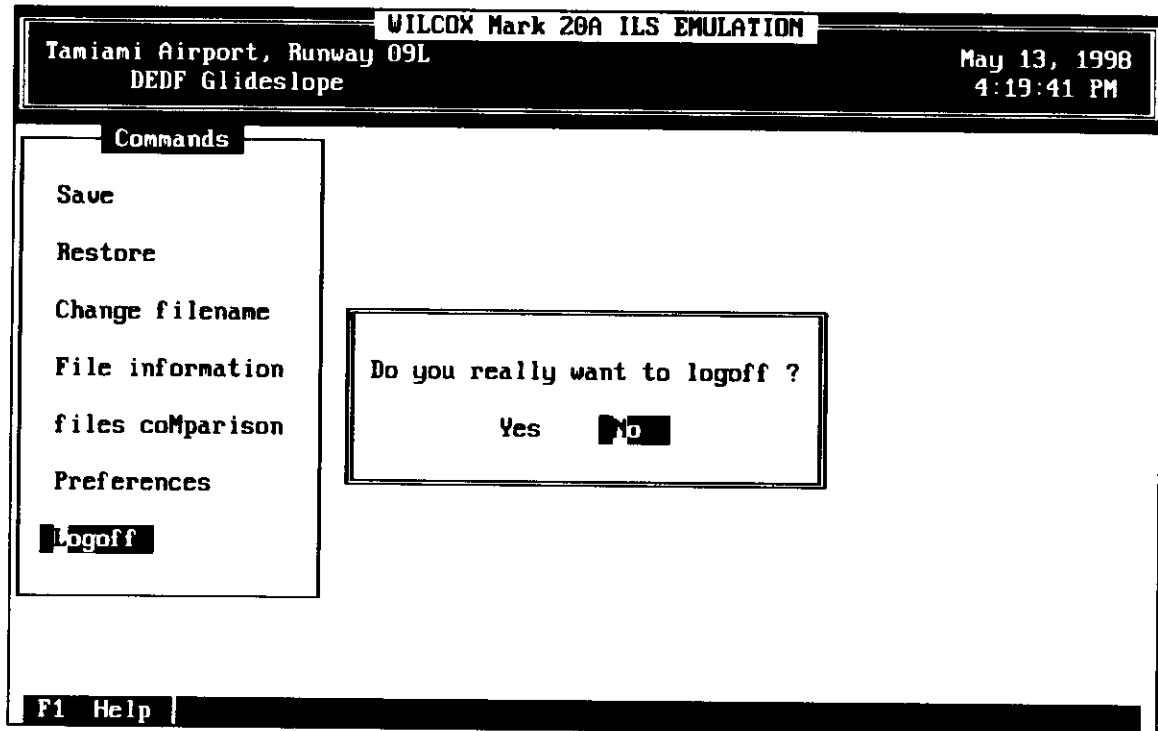 WILCOX Mark 20A ILS EMULATION
Tamiami Airport, Runway 09L
May 13, 1998
DEDF Glideslope
4:19:41 PM
Commands
Save
Restore
Change filename
File information
files coMparison
Preferences
Logoff
Do you really want to logoff ?
Yes No
F1 Help